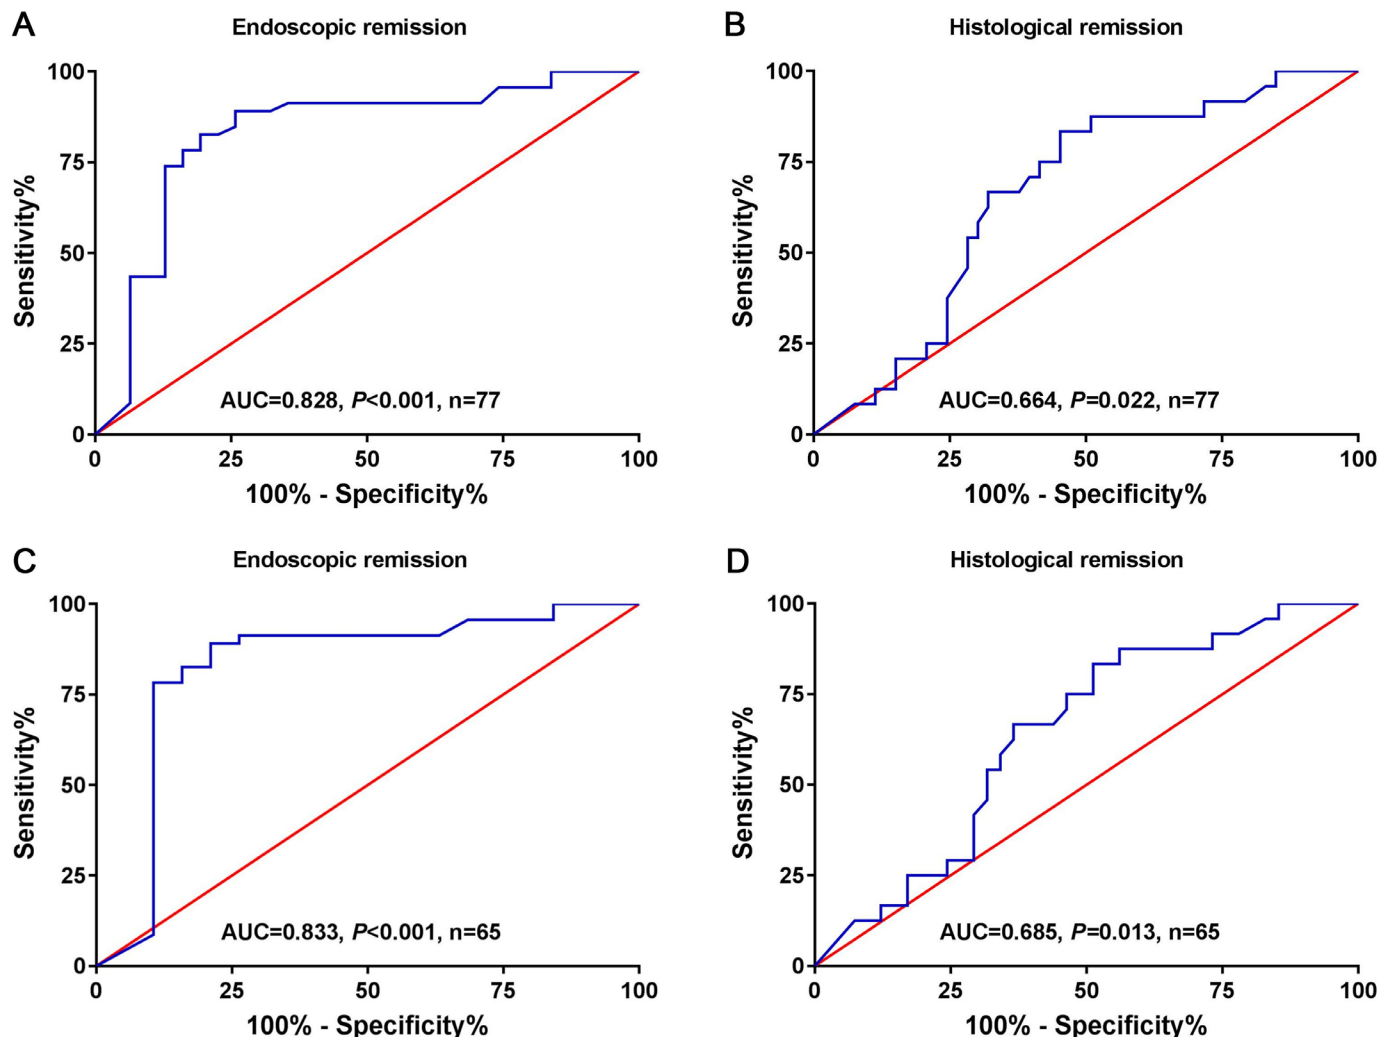 A
Endoscopic remission
100
75
50
25
0
Sensitivity%
AUC=0.828, P<0.001, n=77
0 25 50 75 100
100% - Specificity%
B
Histological remission
100
75
50
25
0
Sensitivity%
AUC=0.664, P=0.022, n=77
0 25 50 75 100
100% - Specificity%
C
Endoscopic remission
100
75
50
25
0
Sensitivity%
AUC=0.833, P<0.001, n=65
0 25 50 75 100
100% - Specificity%
D
Histological remission
100
75
50
25
0
Sensitivity%
AUC=0.685, P=0.013, n=65
0 25 50 75 100
100% - Specificity%